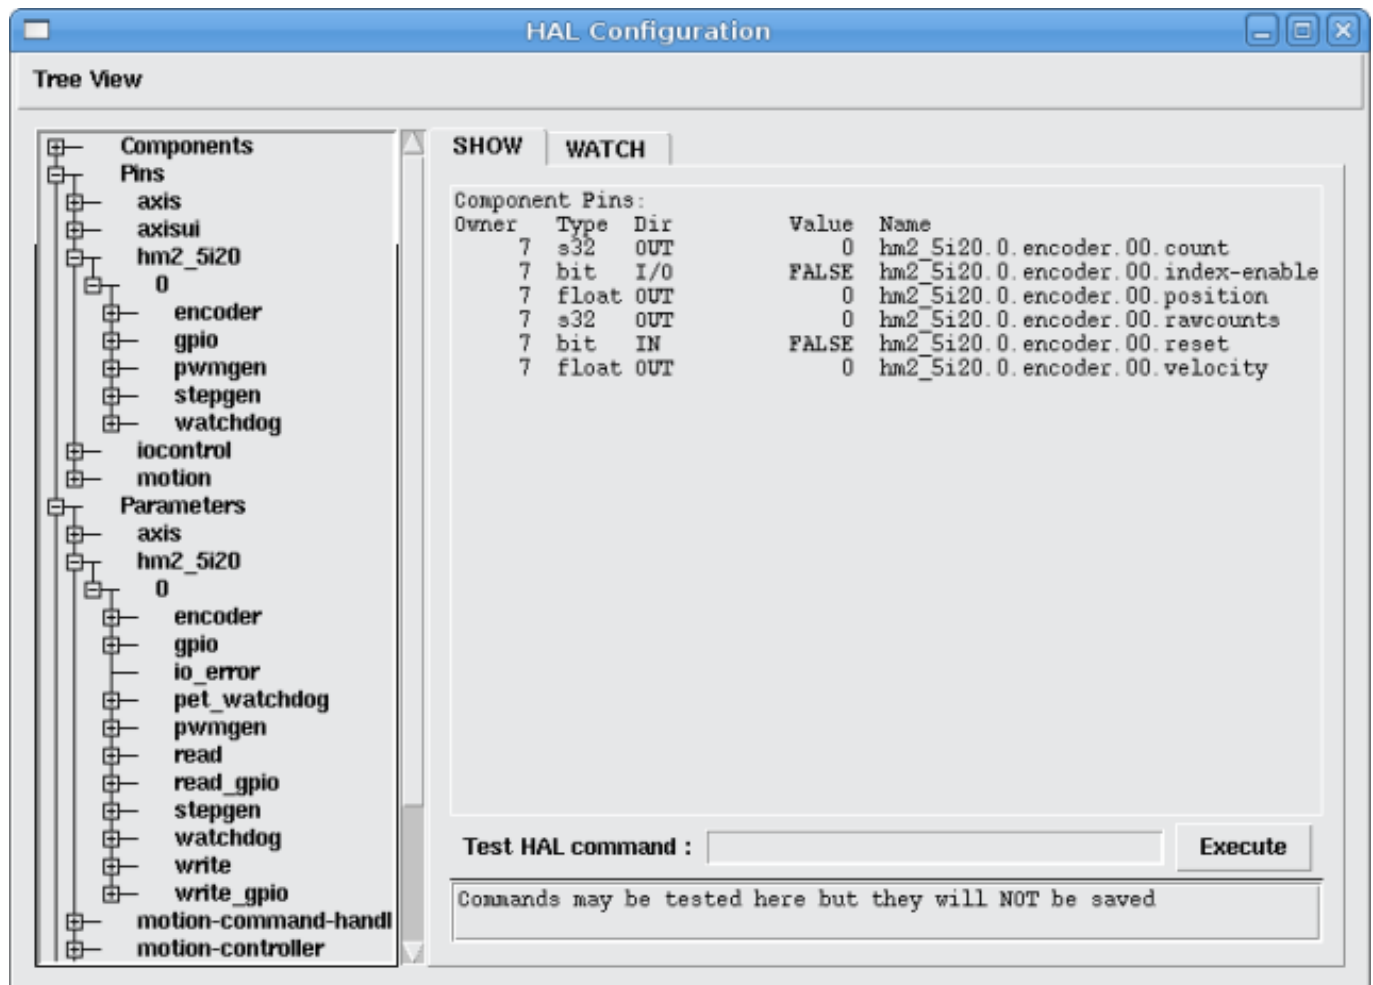 HAL Configuration
Tree View
Components
Pins
axis
axisui
hm2_5i20
0
encoder
gpio
pwmgen
stepgen
watchdog
iocontrol
motion
Parameters
axis
hm2_5i20
0
encoder
gpio
io_error
pet_watchdog
pwmgen
read
read_gpio
stepgen
watchdog
write
write_gpio
motion-command-handl
motion-controller
SHOW WATCH
Component Pins:
Owner Type Dir Value Name
7 s32 OUT 0 hm2_5i20.0.encoder.00.count
7 bit I/O FALSE hm2_5i20.0.encoder.00.index-enable
7 float OUT 0 hm2_5i20.0.encoder.00.position
7 s32 OUT 0 hm2_5i20.0.encoder.00.rawcounts
7 bit IN FALSE hm2_5i20.0.encoder.00.reset
7 float OUT 0 hm2_5i20.0.encoder.00.velocity
Test HAL command : Execute
Commands may be tested here but they will NOT be saved